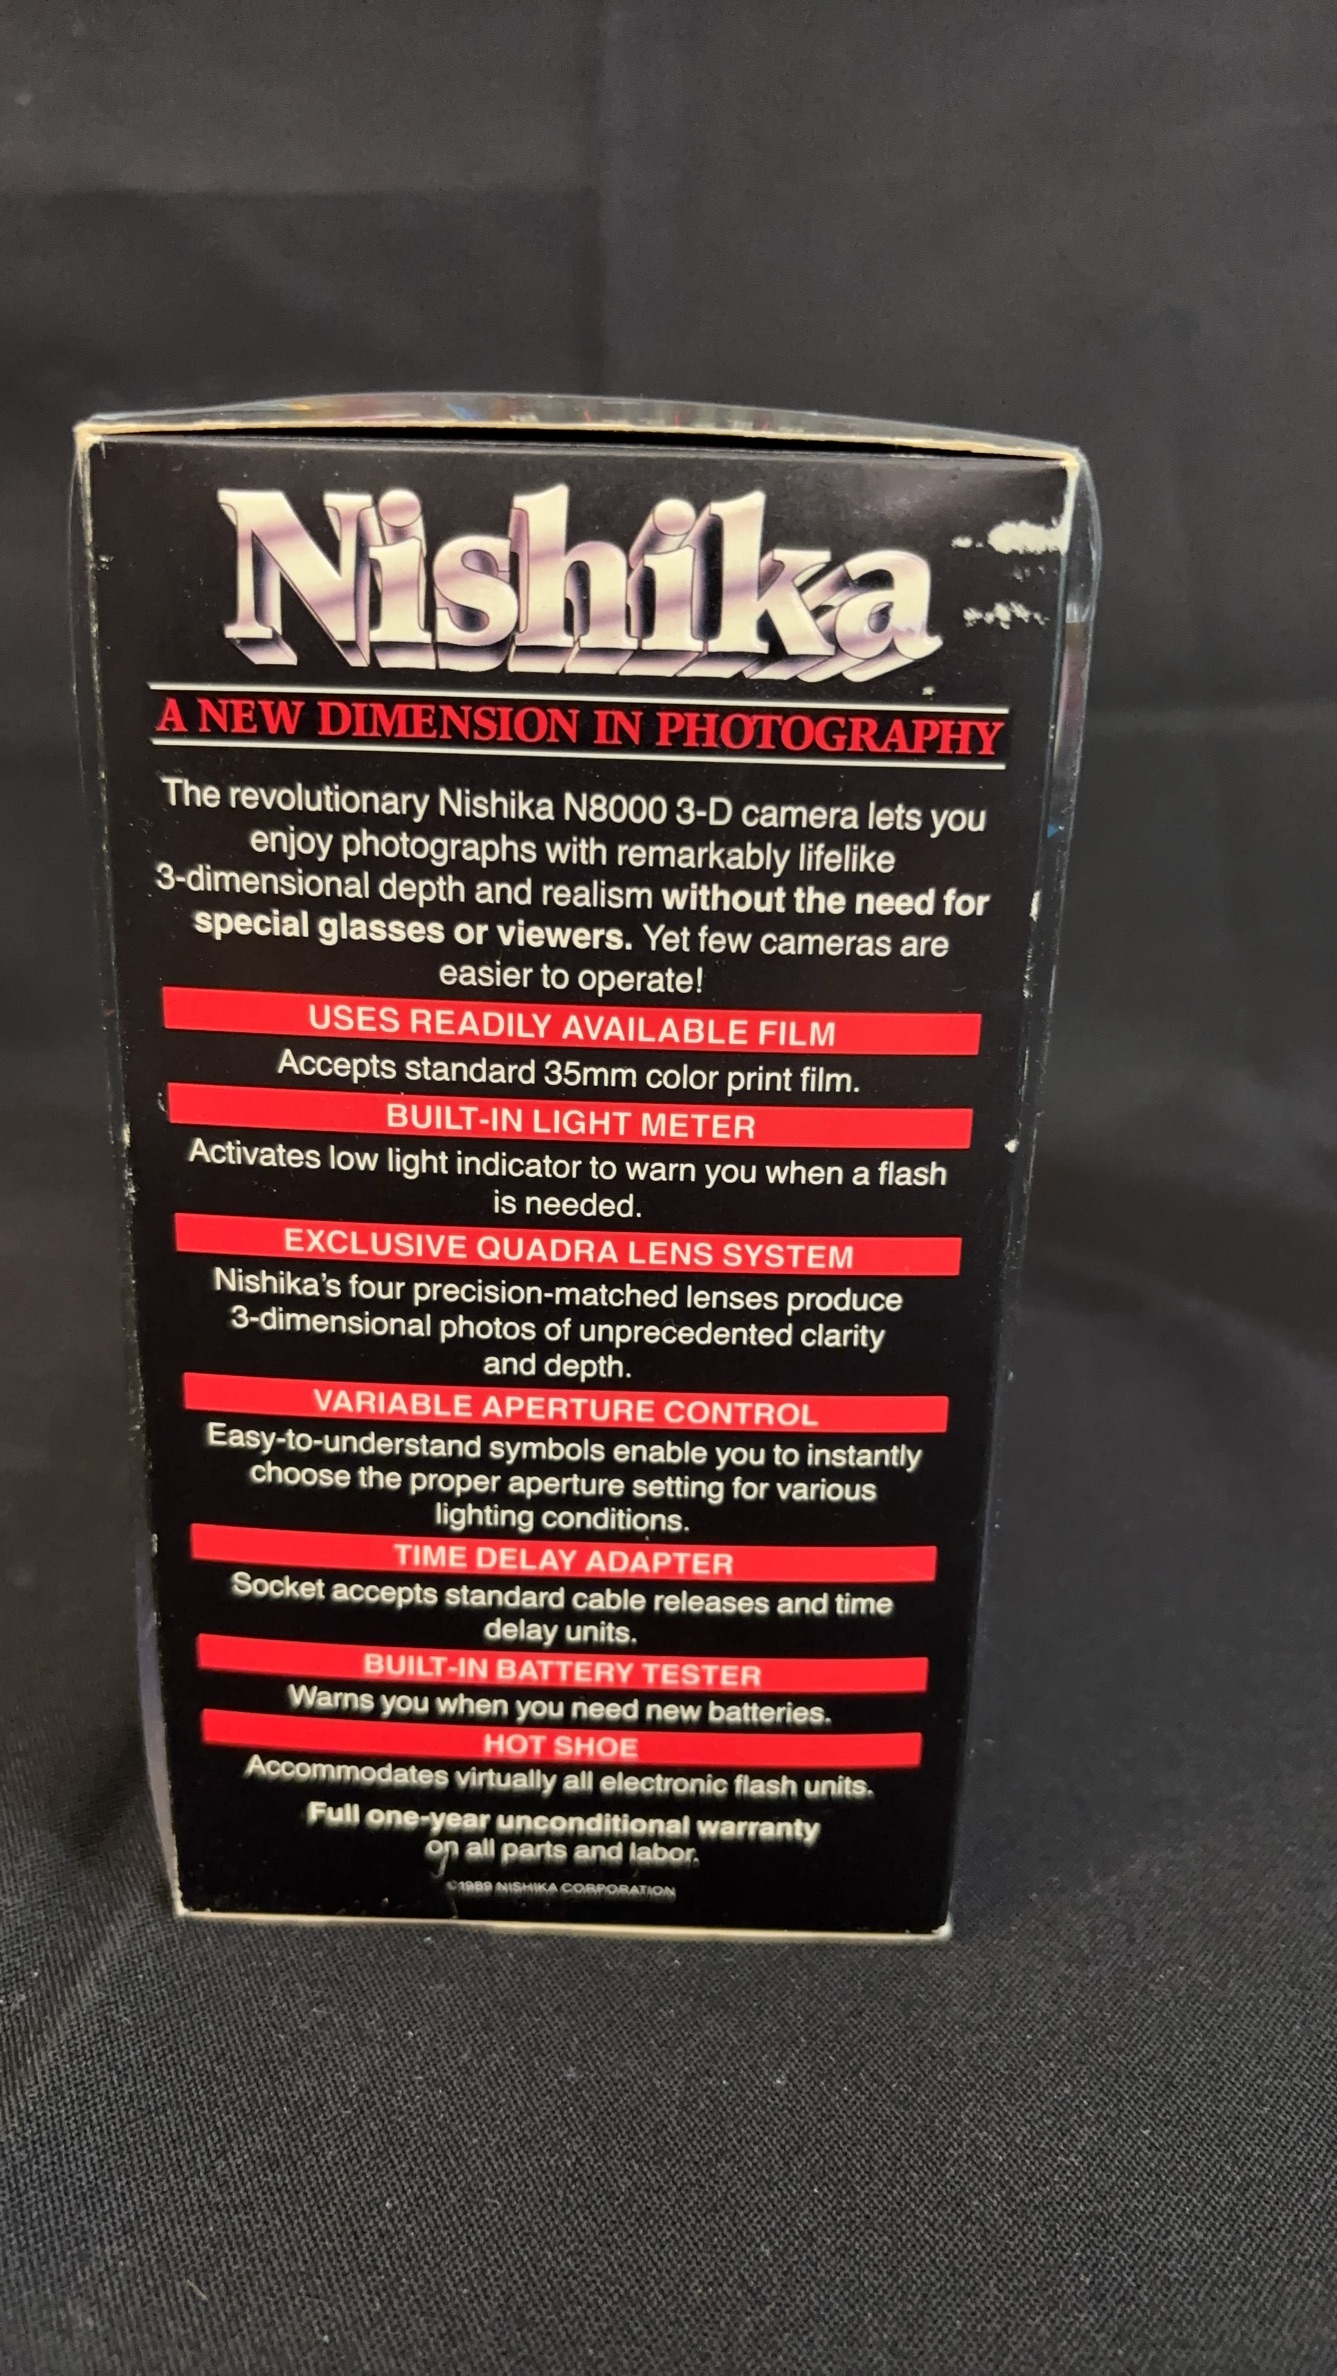 Nishika
A NEW DIMENSION IN PHOTOGRAPHY
The revolutionary Nishika N8000 3-D camera lets you
enjoy photographs with remarkably lifelike
3-dimensional depth and realism without the need for
special glasses or viewers. Yet few cameras are
easier to operate!
USES READILY AVAILABLE FILM
Accepts standard 35mm color print film.
BUILT-IN LIGHT METER
Activates low light indicator to warn you when a flash
is needed.
EXCLUSIVE QUADRA LENS SYSTEM
Nishika's four precision-matched lenses produce
3-dimensional photos of unprecedented clarity
and depth.
VARIABLE APERTURE CONTROL
Easy-to-understand symbols enable you to instantly
choose the proper aperture setting for various
lighting conditions.
TIME DELAY ADAPTER
Socket accepts standard cable releases and time
delay units.
BUILT-IN BATTERY TESTER
Warns you when you need new batteries.
HOT SHOE
Accommodates virtually all electronic flash units.
Full one-year unconditional warranty
on all parts and labor.
©1989 NISHIKA CORPORATION